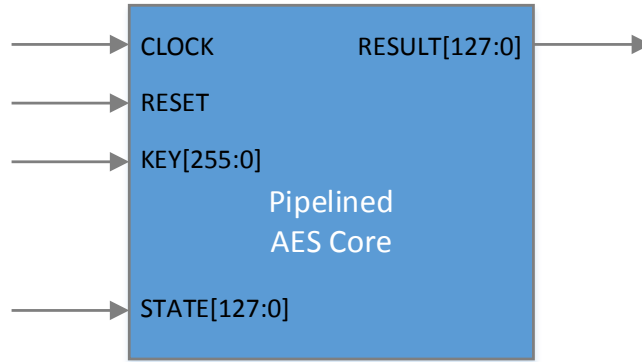 CLOCK RESULT[127:0]
RESET
KEY[255:0]
Pipelined
AES Core
STATE[127:0]